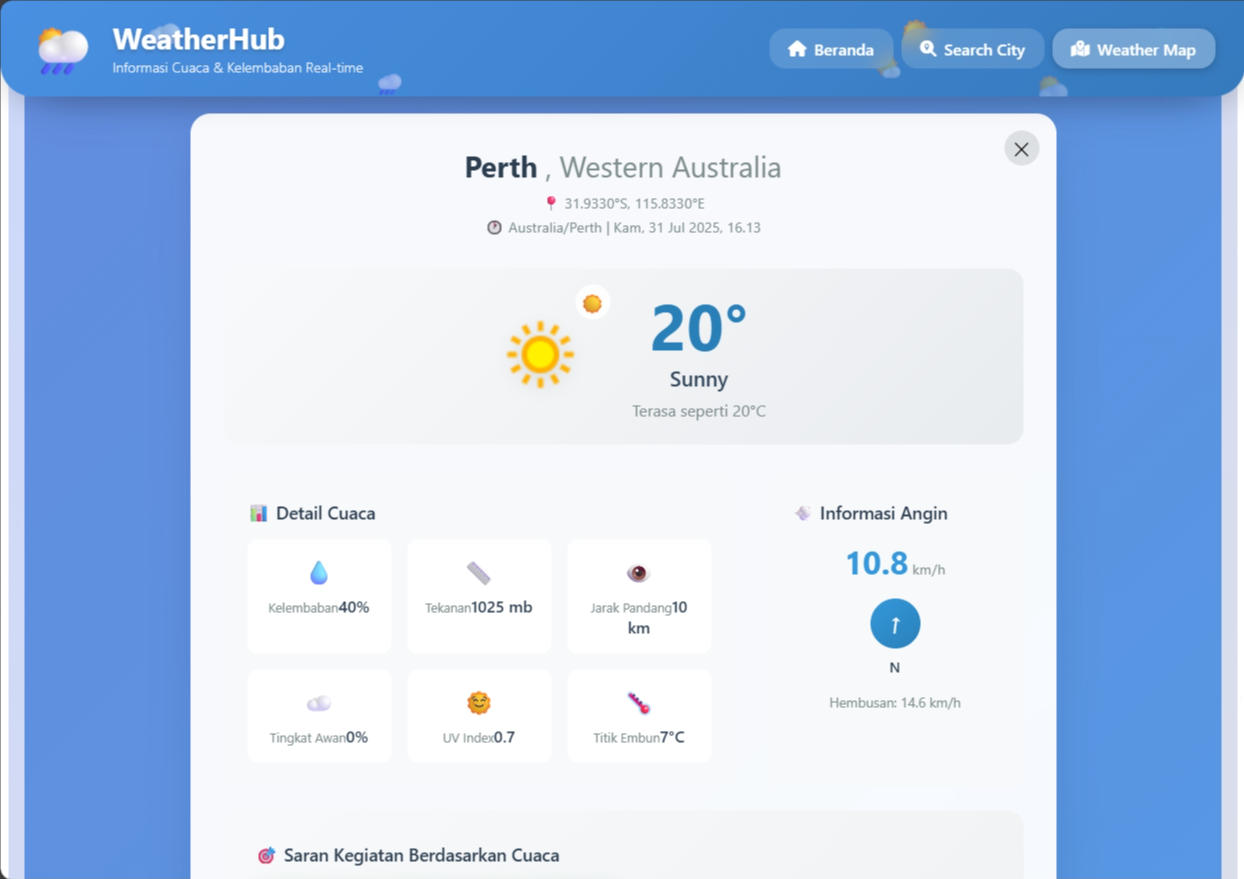 WeatherHub
Informasi Cuaca & Kelembaban Real-time
Beranda
Search City
Weather Map
Perth , Western Australia
31.9330°S, 115.8330°E
Australia/Perth | Kam, 31 Jul 2025, 16.13
20°
Sunny
Terasa seperti 20°C
Detail Cuaca
Kelembaban40%
Tekanan1025 mb
Jarak Pandang10
km
Tingkat Awan0%
UV Index0.7
Titik Embun7°C
Informasi Angin
10.8 km/h
N
Hembusan: 14.6 km/h
Saran Kegiatan Berdasarkan Cuaca